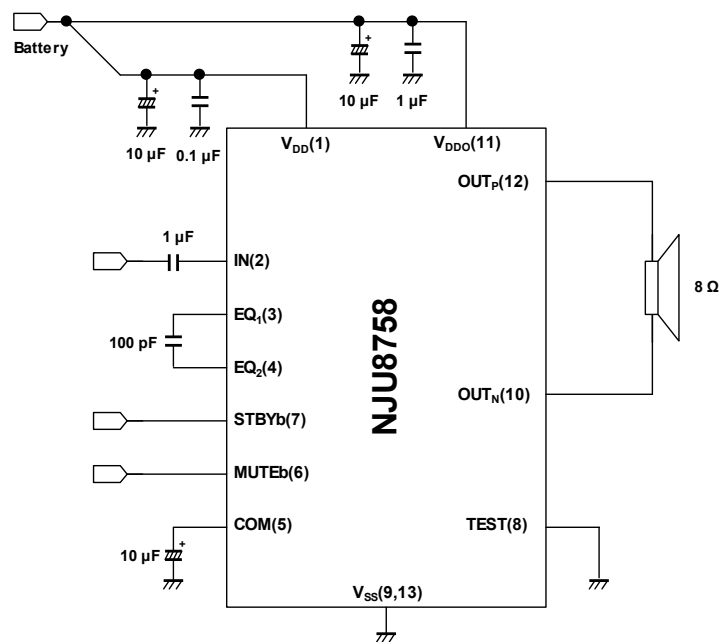 Battery
10 µF
1 µF
10 µF
0.1 µF
VDD(1)
VDDO(11)
OUTP(12)
1 µF
IN(2)
8 Ω
EQ1(3)
100 pF
EQ2(4)
NJU8758
OUTN(10)
STBYb(7)
MUTEb(6)
COM(5)
TEST(8)
10 µF
VSS(9,13)
+
+
+